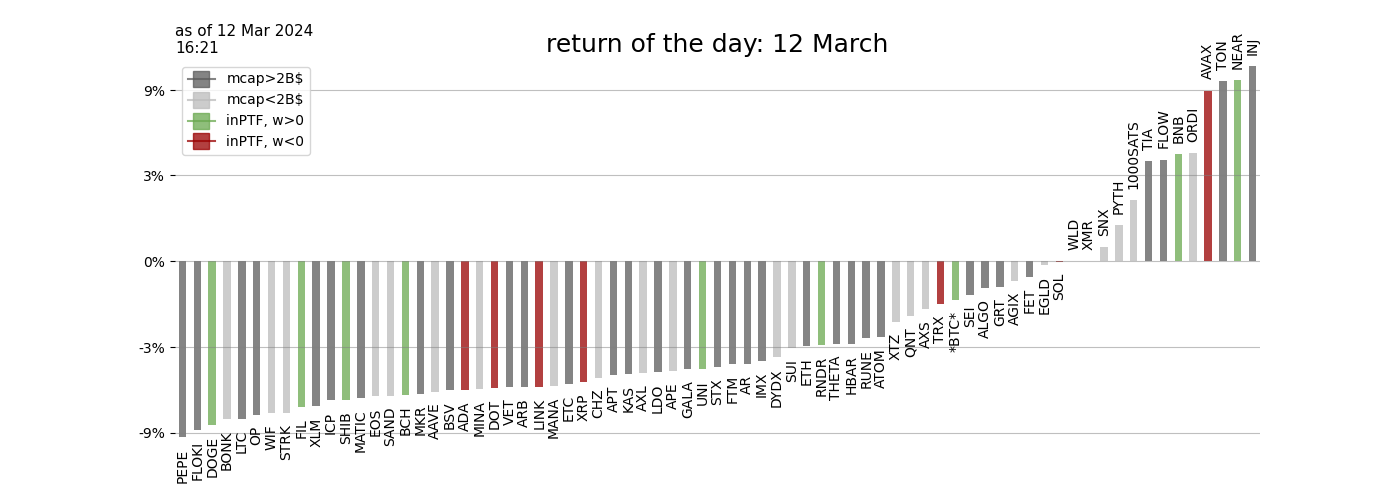 as of 12 Mar 2024
16:21
return of the day: 12 March
mcap>2B$
mcap<2B$
inPTF, w>0
inPTF, w<0
9%
3%
0%
-3%
-9%
PEPE
FLOKI
DOGE
BONK
LTC
OP
WIF
STRK
FIL
XLM
ICP
SHIB
MATIC
EOS
SAND
BCH
MKR
AAVE
BSV
ADA
MINA
DOT
VET
ARB
LINK
MANA
ETC
XRP
CHZ
APT
KAS
AXL
LDO
APE
GALA
UNI
STX
FTM
AR
IMX
DYDX
SUI
ETH
RNDR
THETA
HBAR
RUNE
ATOM
XTZ
QNT
AXS
TRX
*BTC*
SEI
ALGO
GRT
AGIX
FET
EGLD
SOL
WLD
XMR
SNX
PYTH
1000SATS
TIA
FLOW
BNB
ORDI
AVAX
TON
NEAR
INJ